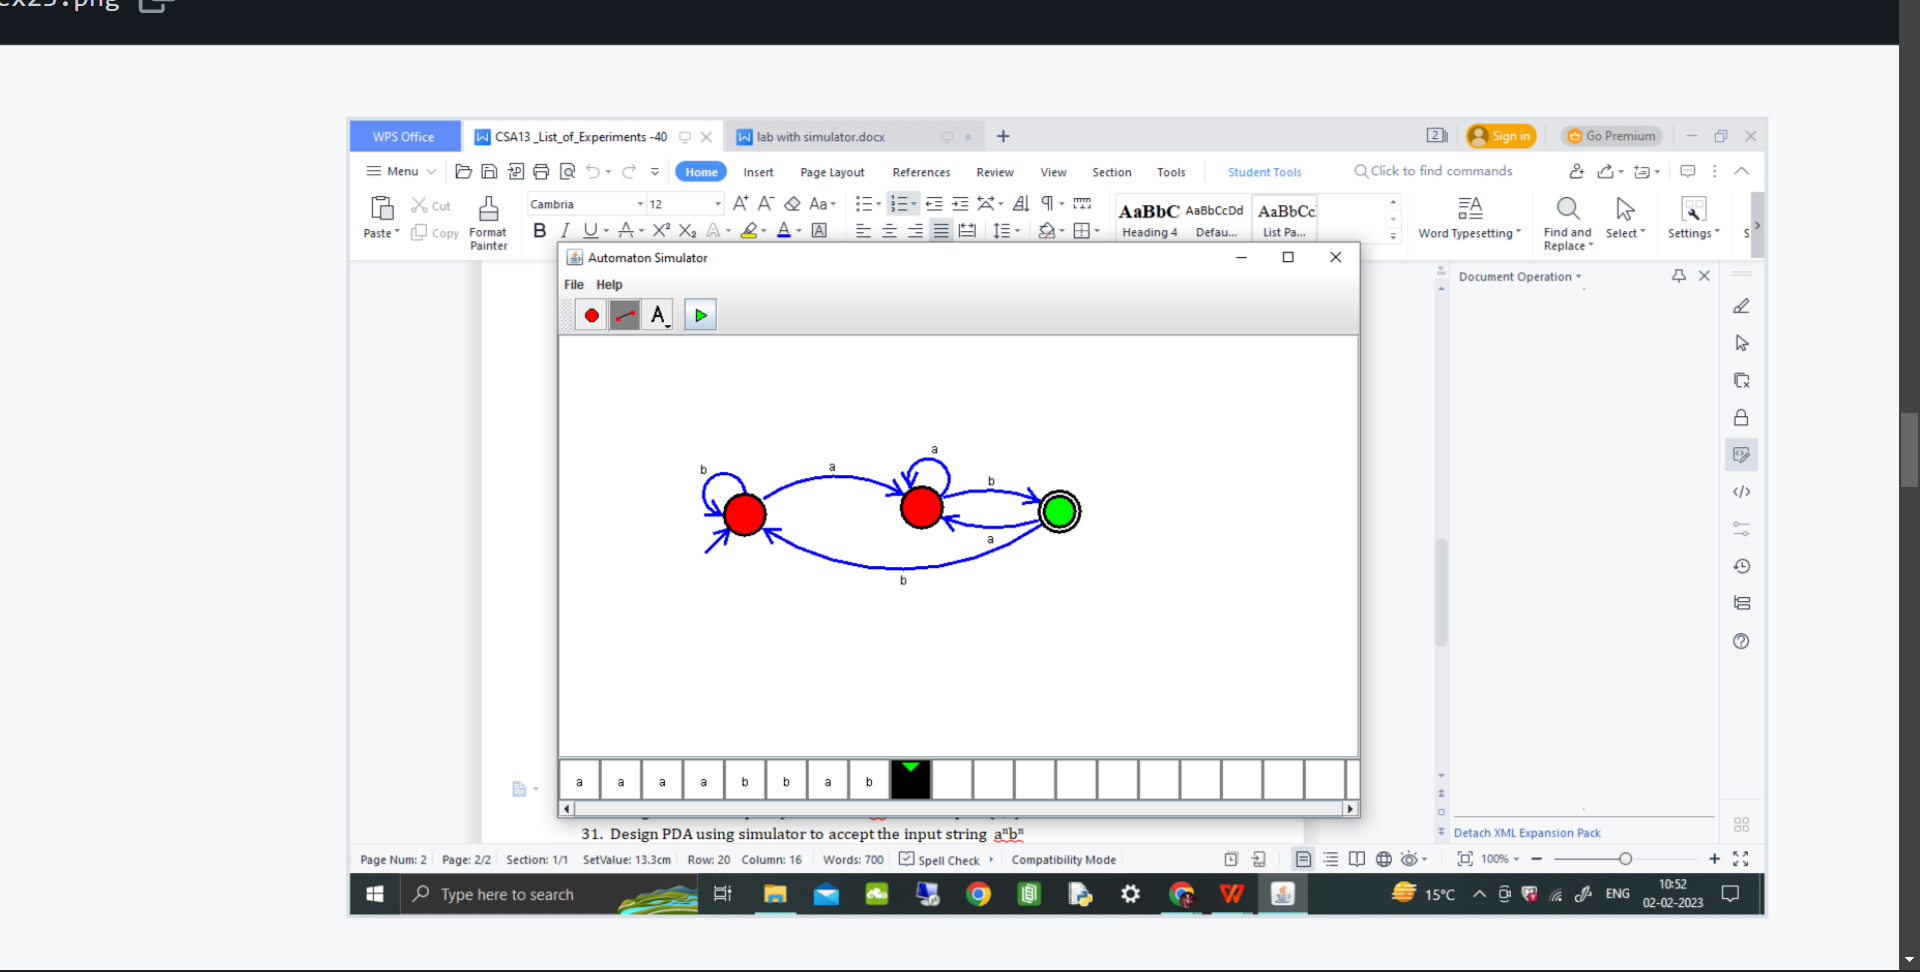 WPS Office CSA13 _List_of_Experiments -40 lab with simulator.docx + 2 Sign in Go Premium
Menu Home Insert Page Layout References Review View Section Tools Student Tools Click to find commands
Cambria 12 A+ A- Aa
Paste Cut Copy Format Painter
B I U A X² X₂ A A A
AaBbC AaBbCcDd AaBbCc
Heading 4 Defau... List Pa...
Word Typesetting Find and Replace Select Settings S
Automaton Simulator
File Help
A
Document Operation
b a a b
a
b
a a a a b b a b
31. Design PDA using simulator to accept the input string aⁿbⁿ
Detach XML Expansion Pack
Page Num: 2 Page: 2/2 Section: 1/1 SetValue: 13.3cm Row: 20 Column: 16 Words: 700 Spell Check Compatibility Mode 100%
Type here to search 15°C ENG 10:52
02-02-2023